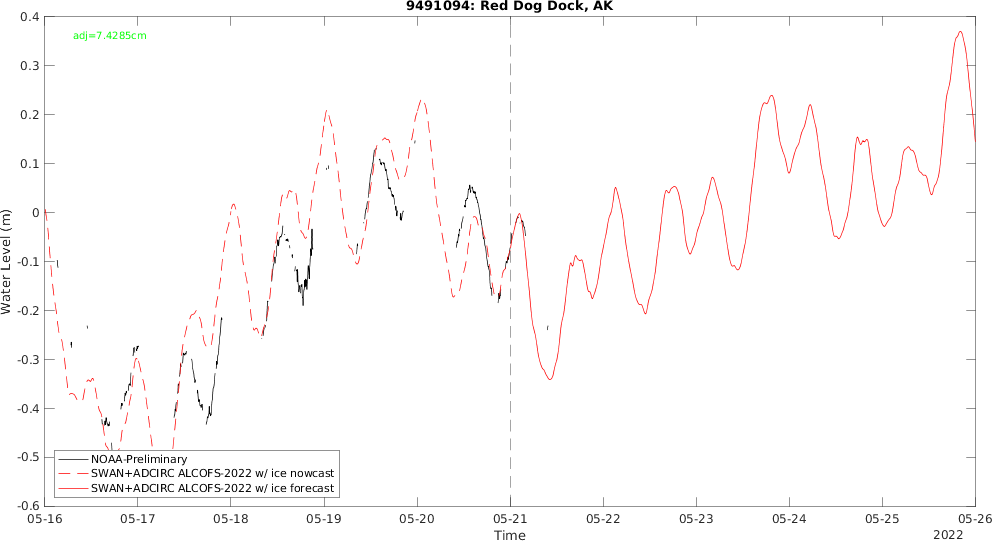 9491094: Red Dog Dock, AK
adj=7.4285cm
0.4
0.3
0.2
0.1
0
-0.1
-0.2
-0.3
-0.4
-0.5
-0.6
Water Level (m)
NOAA-Preliminary
SWAN+ADCIRC ALCOFS-2022 w/ ice nowcast
SWAN+ADCIRC ALCOFS-2022 w/ ice forecast
05-16 05-17 05-18 05-19 05-20 05-21 05-22 05-23 05-24 05-25 05-26
Time
2022